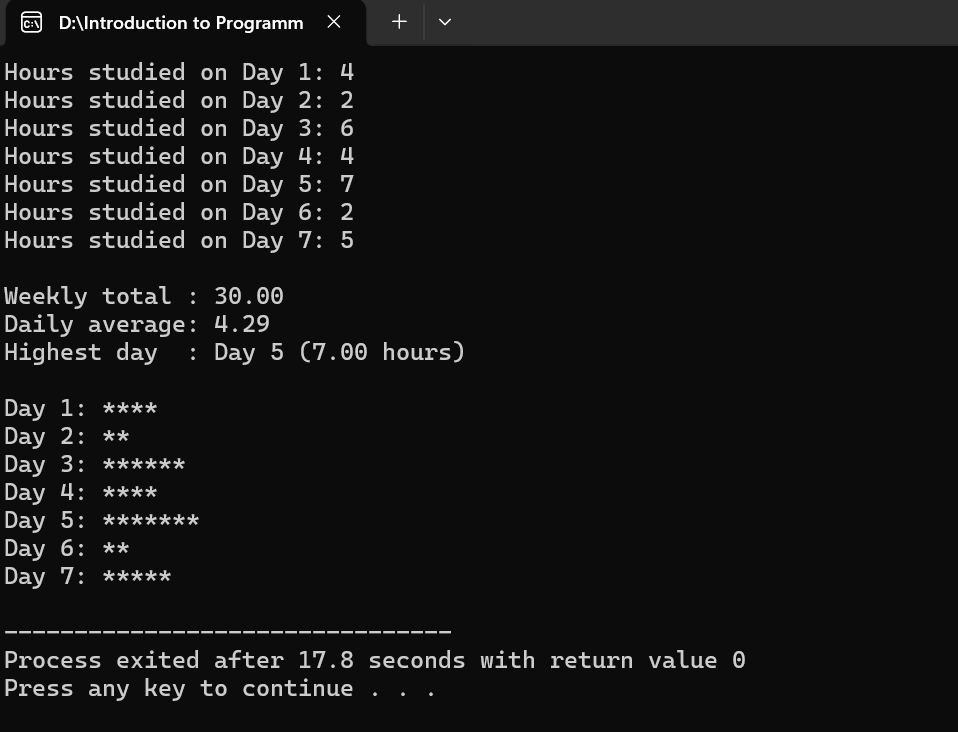 D:\Introduction to Programm
Hours studied on Day 1: 4
Hours studied on Day 2: 2
Hours studied on Day 3: 6
Hours studied on Day 4: 4
Hours studied on Day 5: 7
Hours studied on Day 6: 2
Hours studied on Day 7: 5

Weekly total : 30.00
Daily average: 4.29
Highest day  : Day 5 (7.00 hours)

Day 1: ****
Day 2: **
Day 3: ******
Day 4: ****
Day 5: *******
Day 6: **
Day 7: *****

--------------------------------
Process exited after 17.8 seconds with return value 0
Press any key to continue . . .